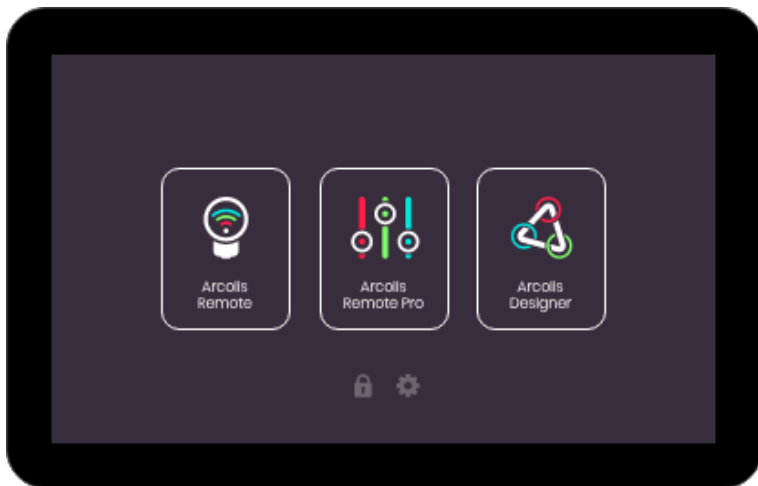 Arcolis
Remote
Arcolis
Remote Pro
Arcolis
Designer